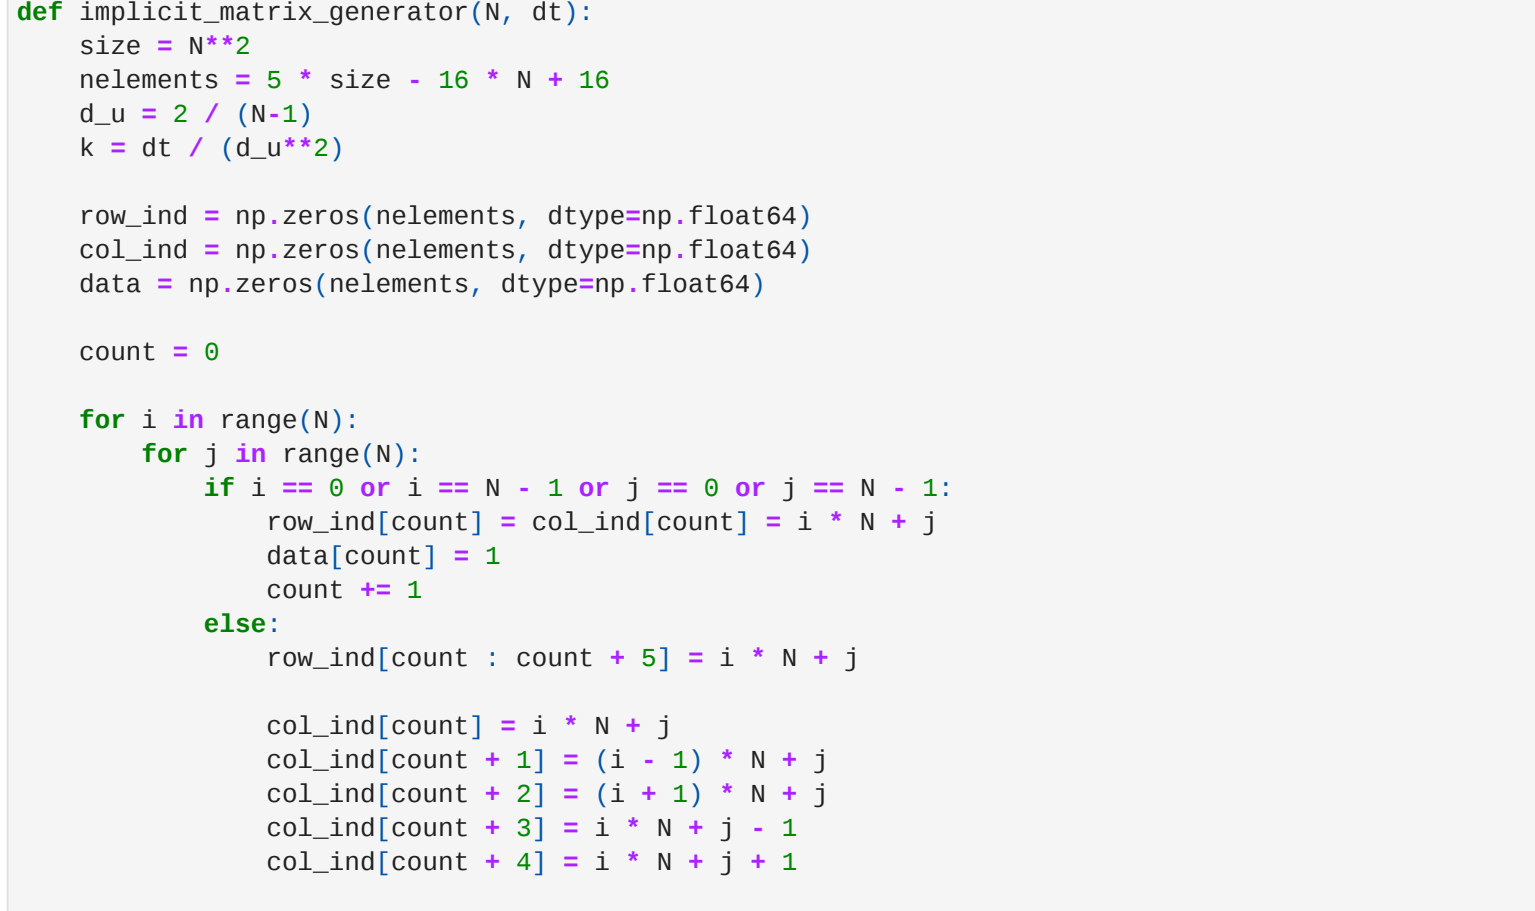 def implicit_matrix_generator(N, dt):
    size = N**2
    nelements = 5 * size - 16 * N + 16
    d_u = 2 / (N-1)
    k = dt / (d_u**2)

    row_ind = np.zeros(nelements, dtype=np.float64)
    col_ind = np.zeros(nelements, dtype=np.float64)
    data = np.zeros(nelements, dtype=np.float64)

    count = 0

    for i in range(N):
        for j in range(N):
            if i == 0 or i == N - 1 or j == 0 or j == N - 1:
                row_ind[count] = col_ind[count] = i * N + j
                data[count] = 1
                count += 1
            else:
                row_ind[count : count + 5] = i * N + j

                col_ind[count] = i * N + j
                col_ind[count + 1] = (i - 1) * N + j
                col_ind[count + 2] = (i + 1) * N + j
                col_ind[count + 3] = i * N + j - 1
                col_ind[count + 4] = i * N + j + 1